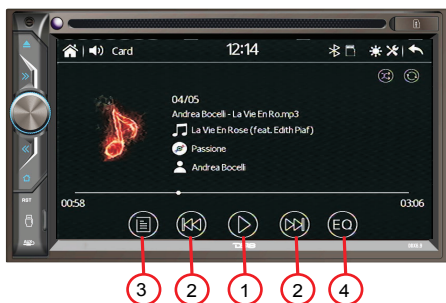 Card 12:14
04/05
Andrea Bocelli - La Vie En Ro.mp3
La Vie En Rose (feat. Edith Piaf)
Passione
Andrea Bocelli
00:58 03:06
RST
EQ
3 2 1 2 4